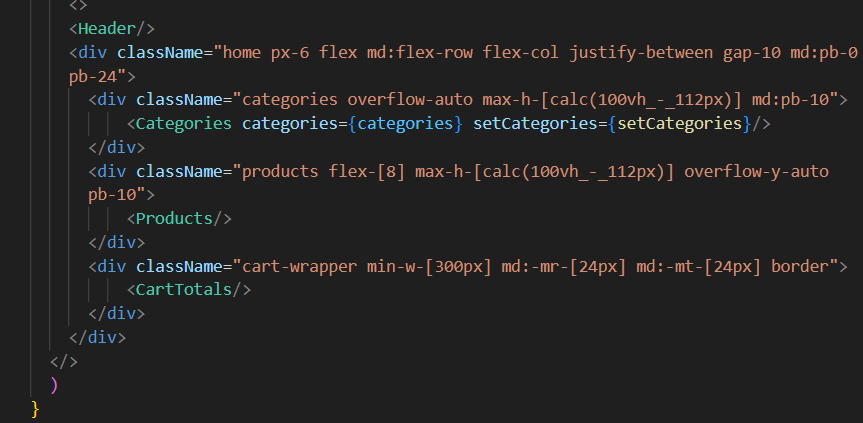 <>
<Header/>
<div className="home px-6 flex md:flex-row flex-col justify-between gap-10 md:pb-0
pb-24">
<div className="categories overflow-auto max-h-[calc(100vh_-_112px)] md:pb-10">
<Categories categories={categories} setCategories={setCategories}/>
</div>
<div className="products flex-[8] max-h-[calc(100vh_-_112px)] overflow-y-auto
pb-10">
<Products/>
</div>
<div className="cart-wrapper min-w-[300px] md:-mr-[24px] md:-mt-[24px] border">
<CartTotals/>
</div>
</div>
</>
)
}